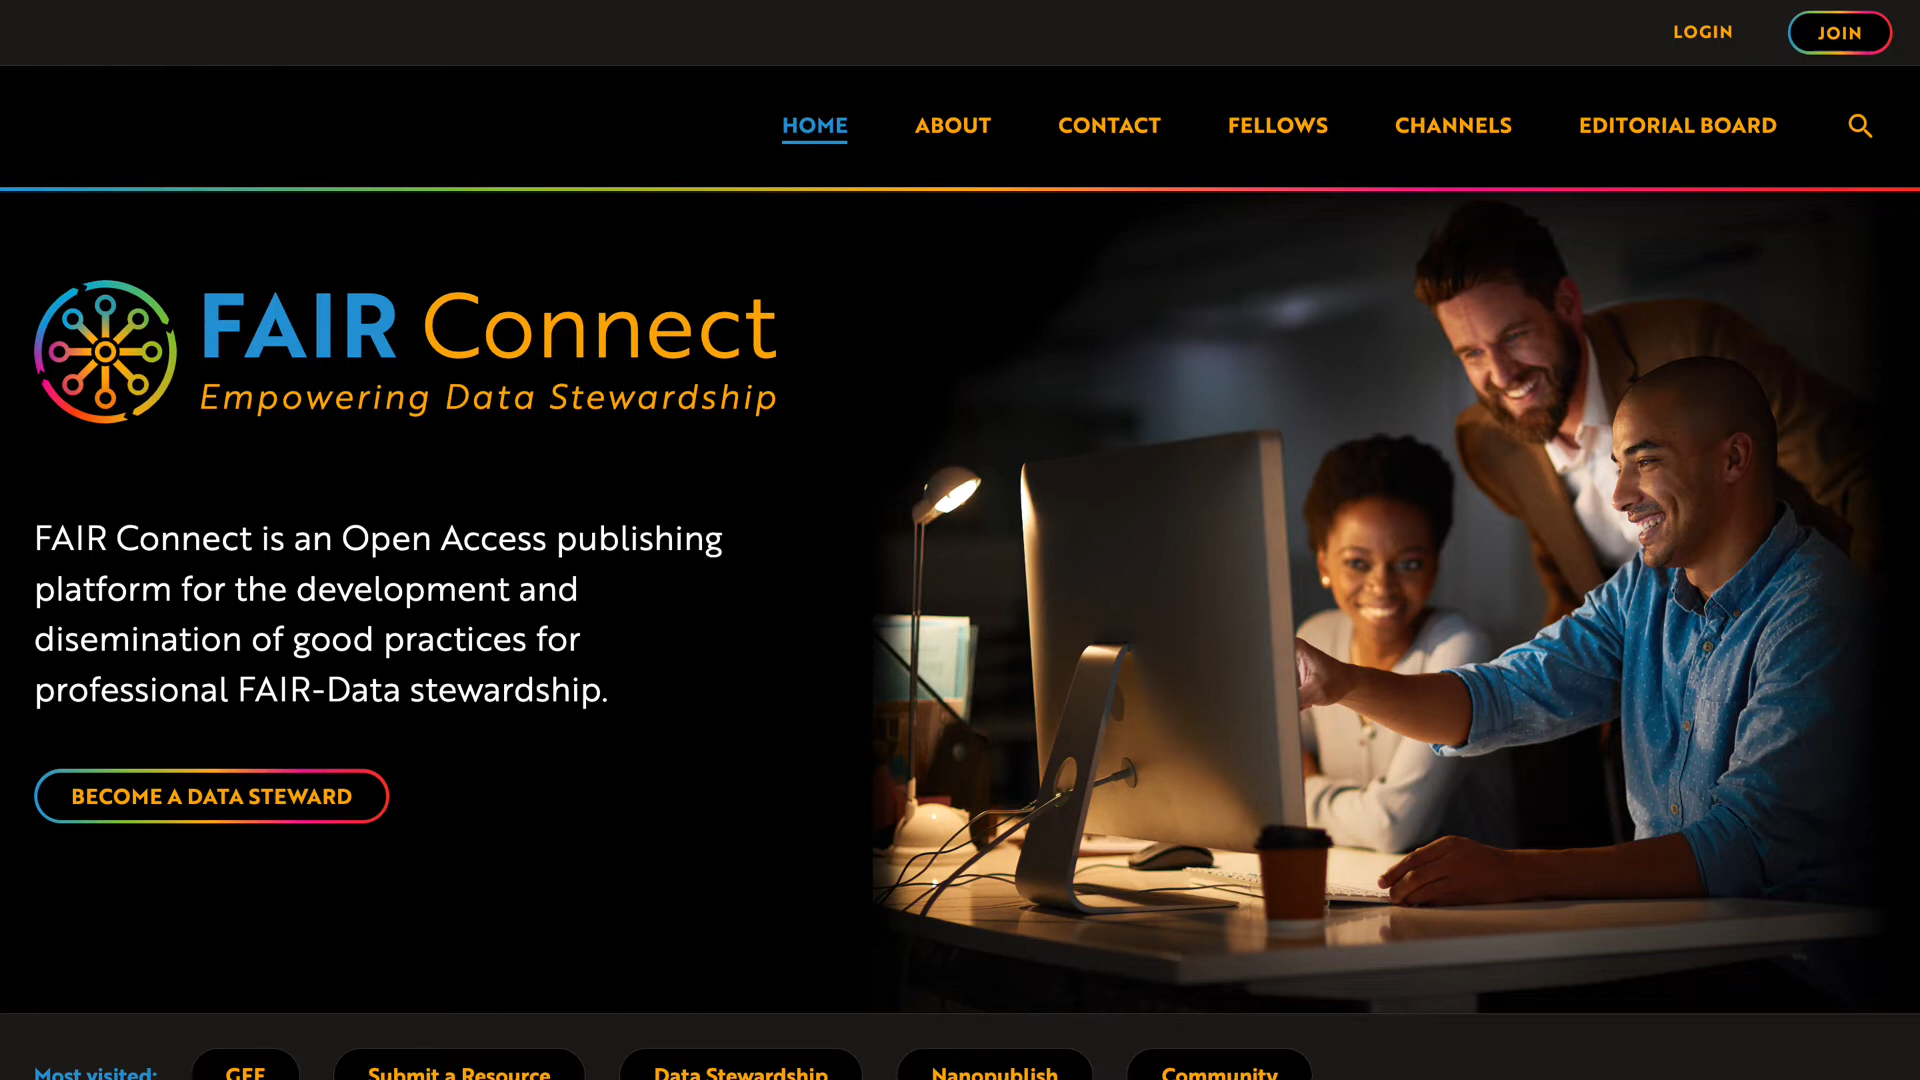 LOGIN
JOIN
HOME
ABOUT
CONTACT
FELLOWS
CHANNELS
EDITORIAL BOARD
FAIR Connect
Empowering Data Stewardship
FAIR Connect is an Open Access publishing
platform for the development and
disemination of good practices for
professional FAIR-Data stewardship.
BECOME A DATA STEWARD
Most visited:
Submit a Resource
Data Stewardship
Nanopublish
Community